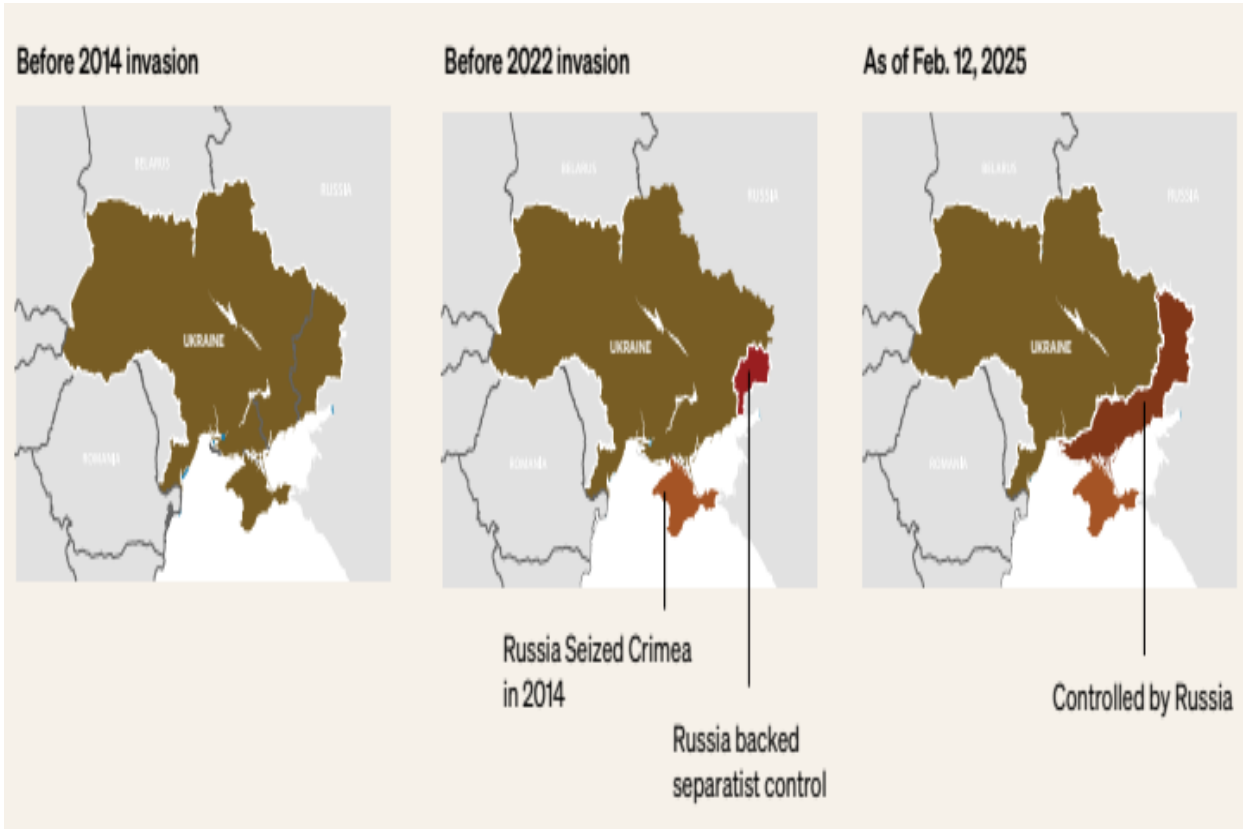 Before 2014 invasion
Before 2022 invasion
As of Feb. 12, 2025
BELARUS
RUSSIA
UKRAINE
ROMANIA
BELARUS
RUSSIA
UKRAINE
ROMANIA
BELARUS
RUSSIA
UKRAINE
ROMANIA
Russia Seized Crimea
in 2014
Russia backed
separatist control
Controlled by Russia